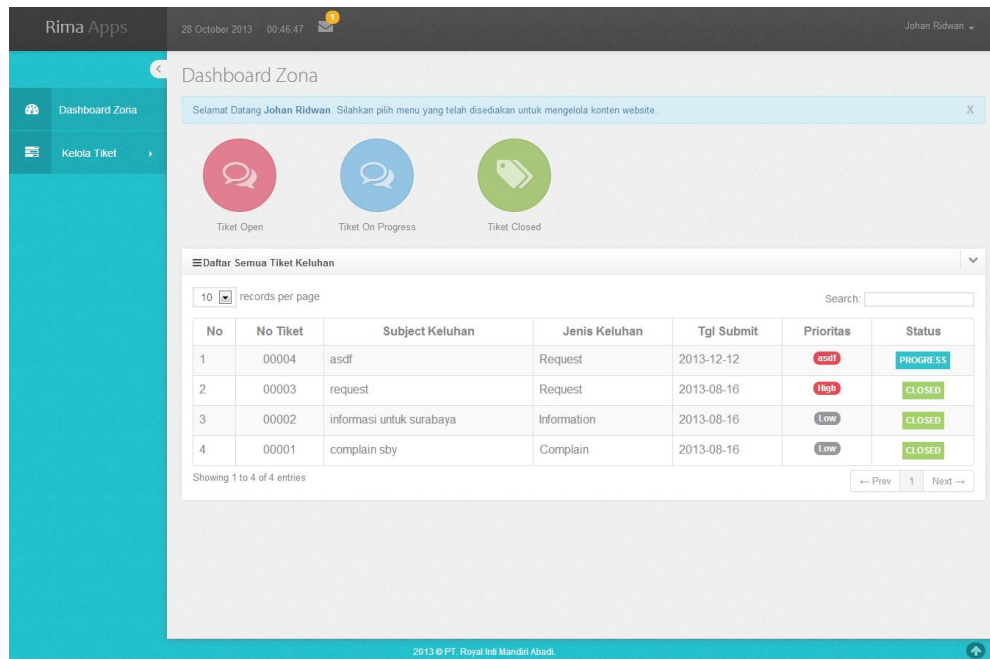 Rima Apps
28 October 2013 00:46:47
1
Johan Ridwan
Dashboard Zona
Kelola Tiket
Dashboard Zona
Selamat Datang Johan Ridwan. Silahkan pilih menu yang telah disediakan untuk mengelola konten website.
X
Tiket Open
Tiket On Progress
Tiket Closed
Daftar Semua Tiket Keluhan
10 records per page
Search:
No No Tiket Subject Keluhan Jenis Keluhan Tgl Submit Prioritas Status
1 00004 asdf Request 2013-12-12 asdf PROGRESS
2 00003 request Request 2013-08-16 High CLOSED
3 00002 informasi untuk surabaya Information 2013-08-16 Low CLOSED
4 00001 complain sby Complain 2013-08-16 Low CLOSED
Showing 1 to 4 of 4 entries
← Prev 1 Next →
2013 © PT. Royal Inti Mandiri Abadi.